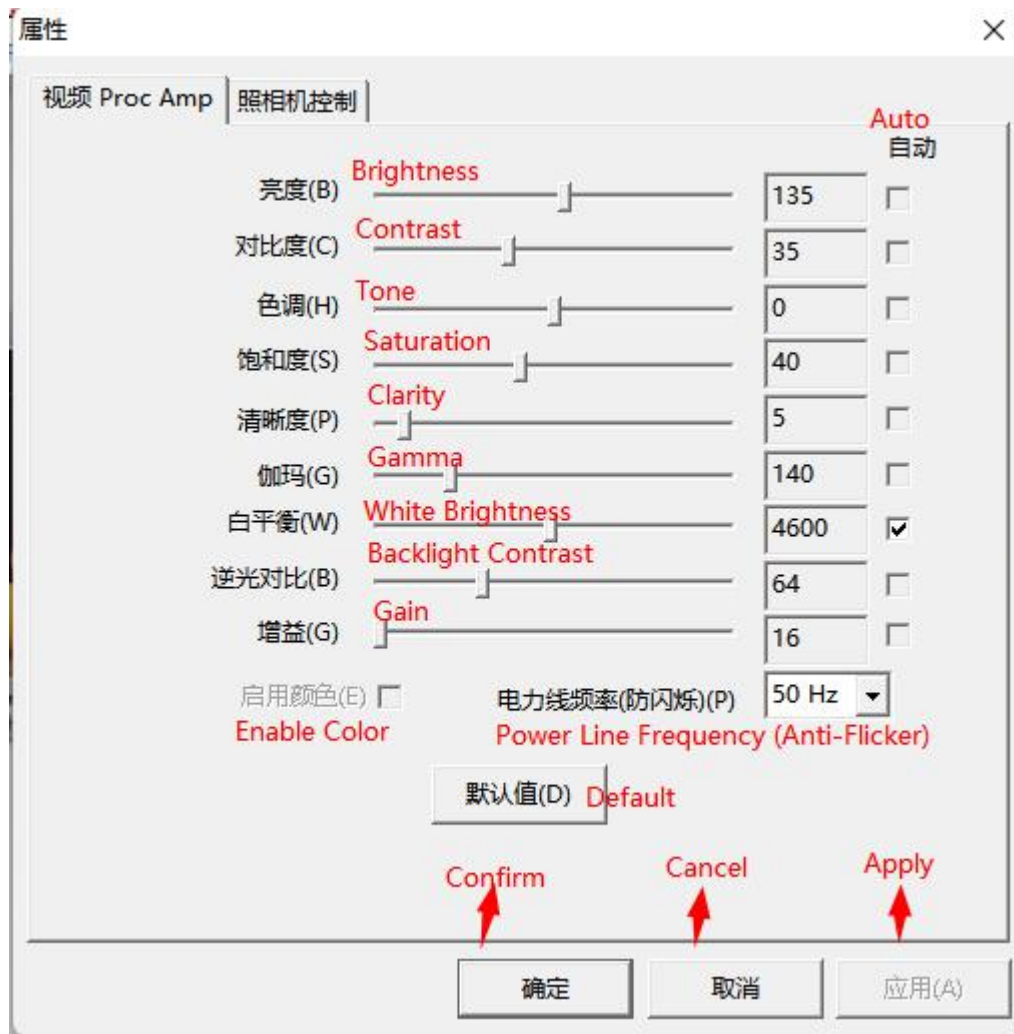 属性
视频 Proc Amp 照相机控制
Auto
自动
亮度(B) Brightness 135
对比度(C) Contrast 35
色调(H) Tone 0
饱和度(S) Saturation 40
清晰度(P) Clarity 5
伽玛(G) Gamma 140
白平衡(W) White Brightness 4600
逆光对比(B) Backlight Contrast 64
增益(G) Gain 16
启用颜色(E) 电力线频率(防闪烁)(P) 50 Hz
Enable Color Power Line Frequency (Anti-Flicker)
默认值(D) Default
Confirm Cancel Apply
确定 取消 应用(A)